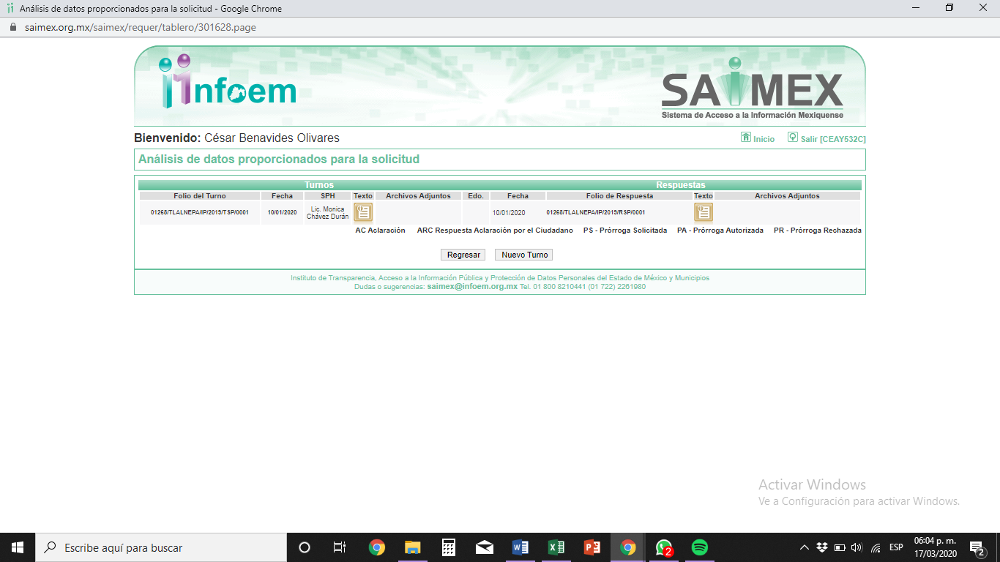 Análisis de datos proporcionados para la solicitud - Google Chrome
saimex.org.mx/saimex/requer/tablero/301628.page
infoem
SAIMEX
Sistema de Acceso a la Información Mexiquense
Bienvenido: César Benavides Olivares
Inicio Salir [CEAY532C]
Análisis de datos proporcionados para la solicitud
Turnos Respuestas
Folio del Turno Fecha SPH Texto Archivos Adjuntos Edo. Fecha Folio de Respuesta Texto Archivos Adjuntos
01268/TLALNEPA/IP/2019/TSP/0001 10/01/2020 Lic. Monica Chávez Durán 10/01/2020 01268/TLALNEPA/IP/2019/RSP/0001
AC Aclaración ARC Respuesta Aclaración por el Ciudadano PS - Prórroga Solicitada PA - Prórroga Autorizada PR - Prórroga Rechazada
Regresar Nuevo Turno
Instituto de Transparencia, Acceso a la Información Pública y Protección de Datos Personales del Estado de México y Municipios
Dudas o sugerencias: saimex@infoem.org.mx Tel. 01 800 8210441 (01 722) 2261980
Activar Windows
Ve a Configuración para activar Windows.
Escribe aquí para buscar
2
ESP
06:04 p. m.
17/03/2020
2